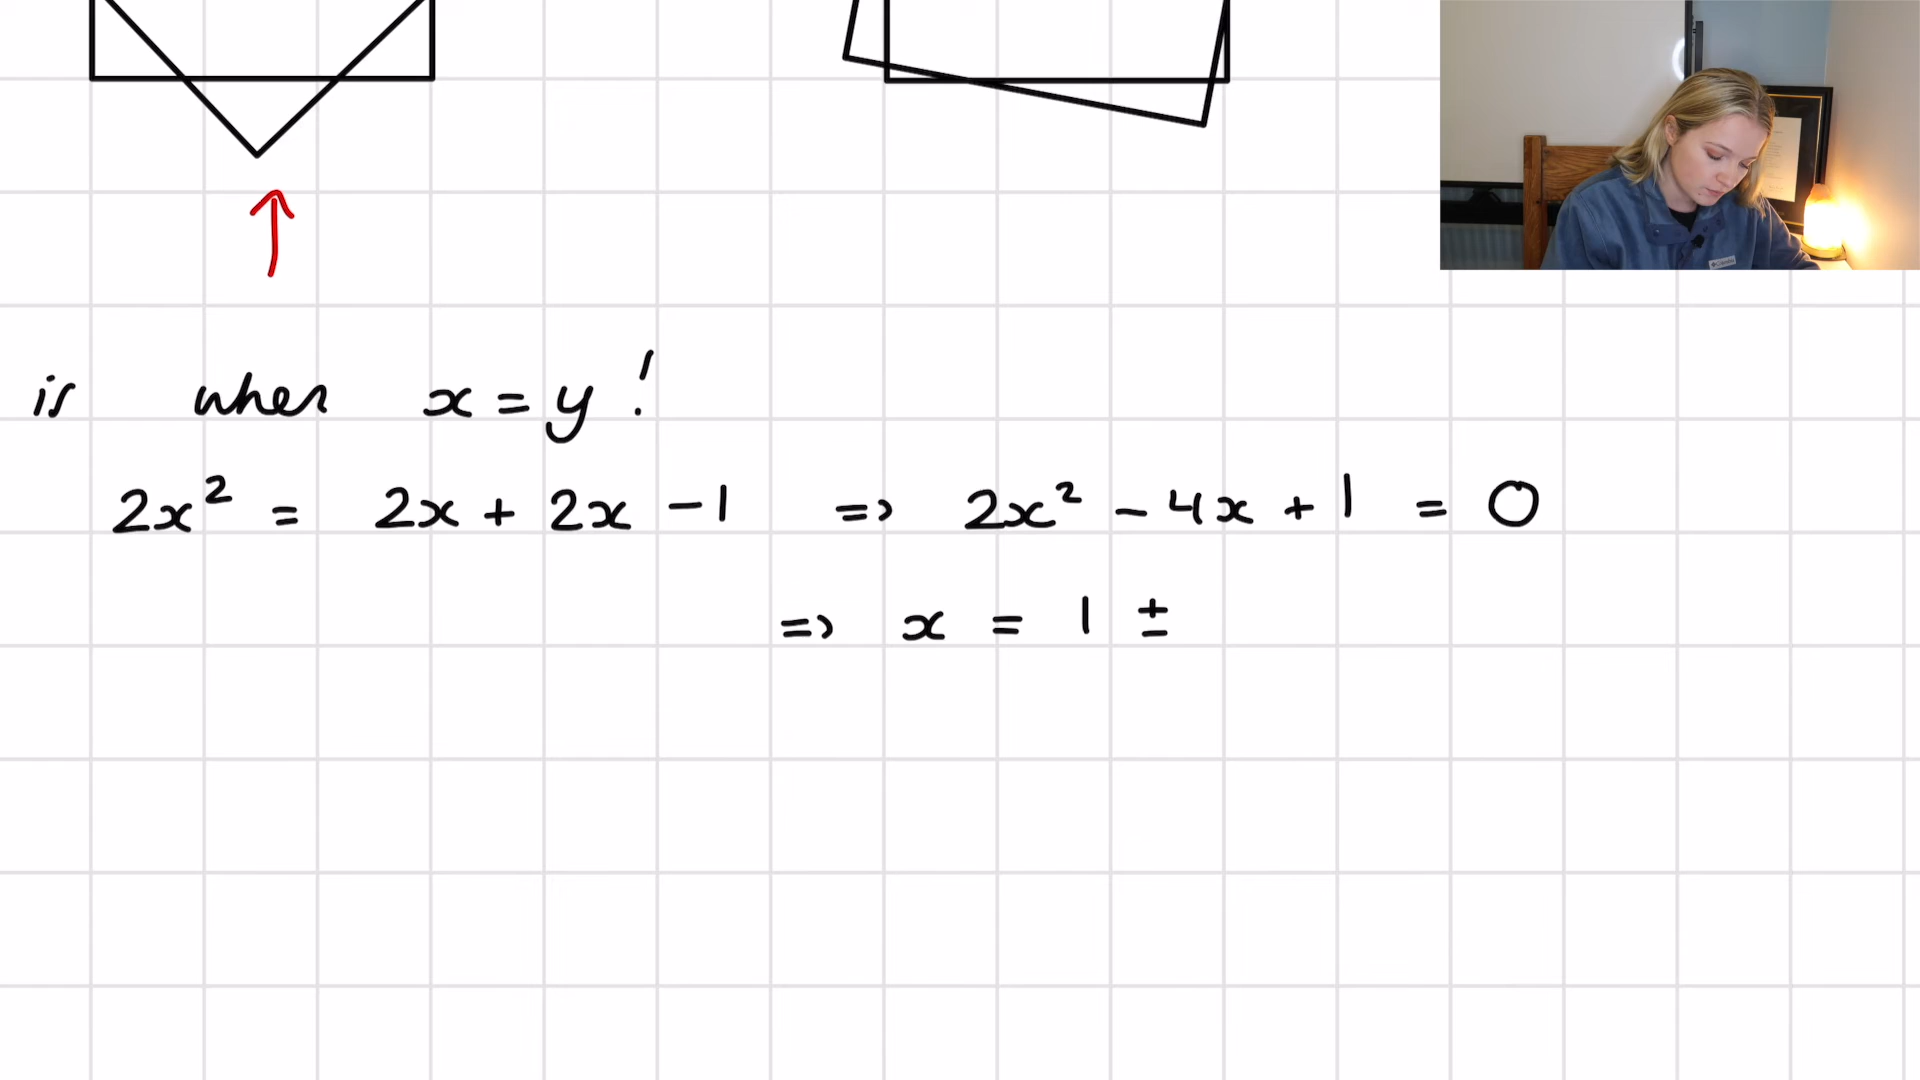 is when x = y !
2x² = 2x + 2x - 1 => 2x² - 4x + 1 = 0
=> x = 1 ±